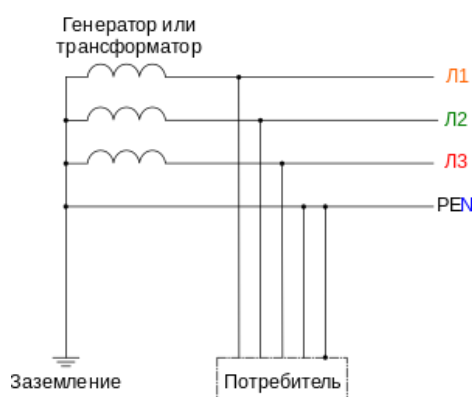 Генератор или
трансформатор
Л1
Л2
Л3
PEN
Заземление
Потребитель